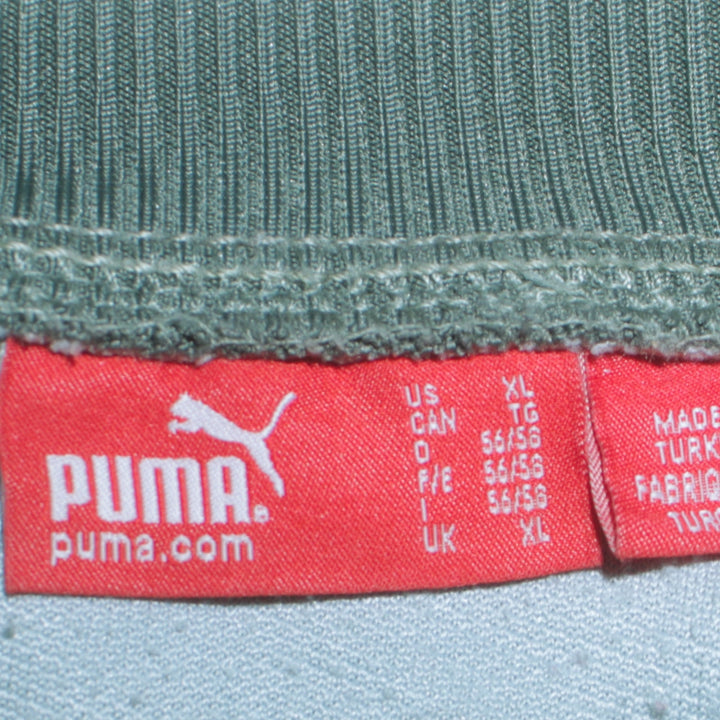 PUMA®
puma.com
US XL
CAN TG
D 56/58
F/E 56/58
I 56/58
UK XL
MADE
TURK
FABRIQ
TURQ